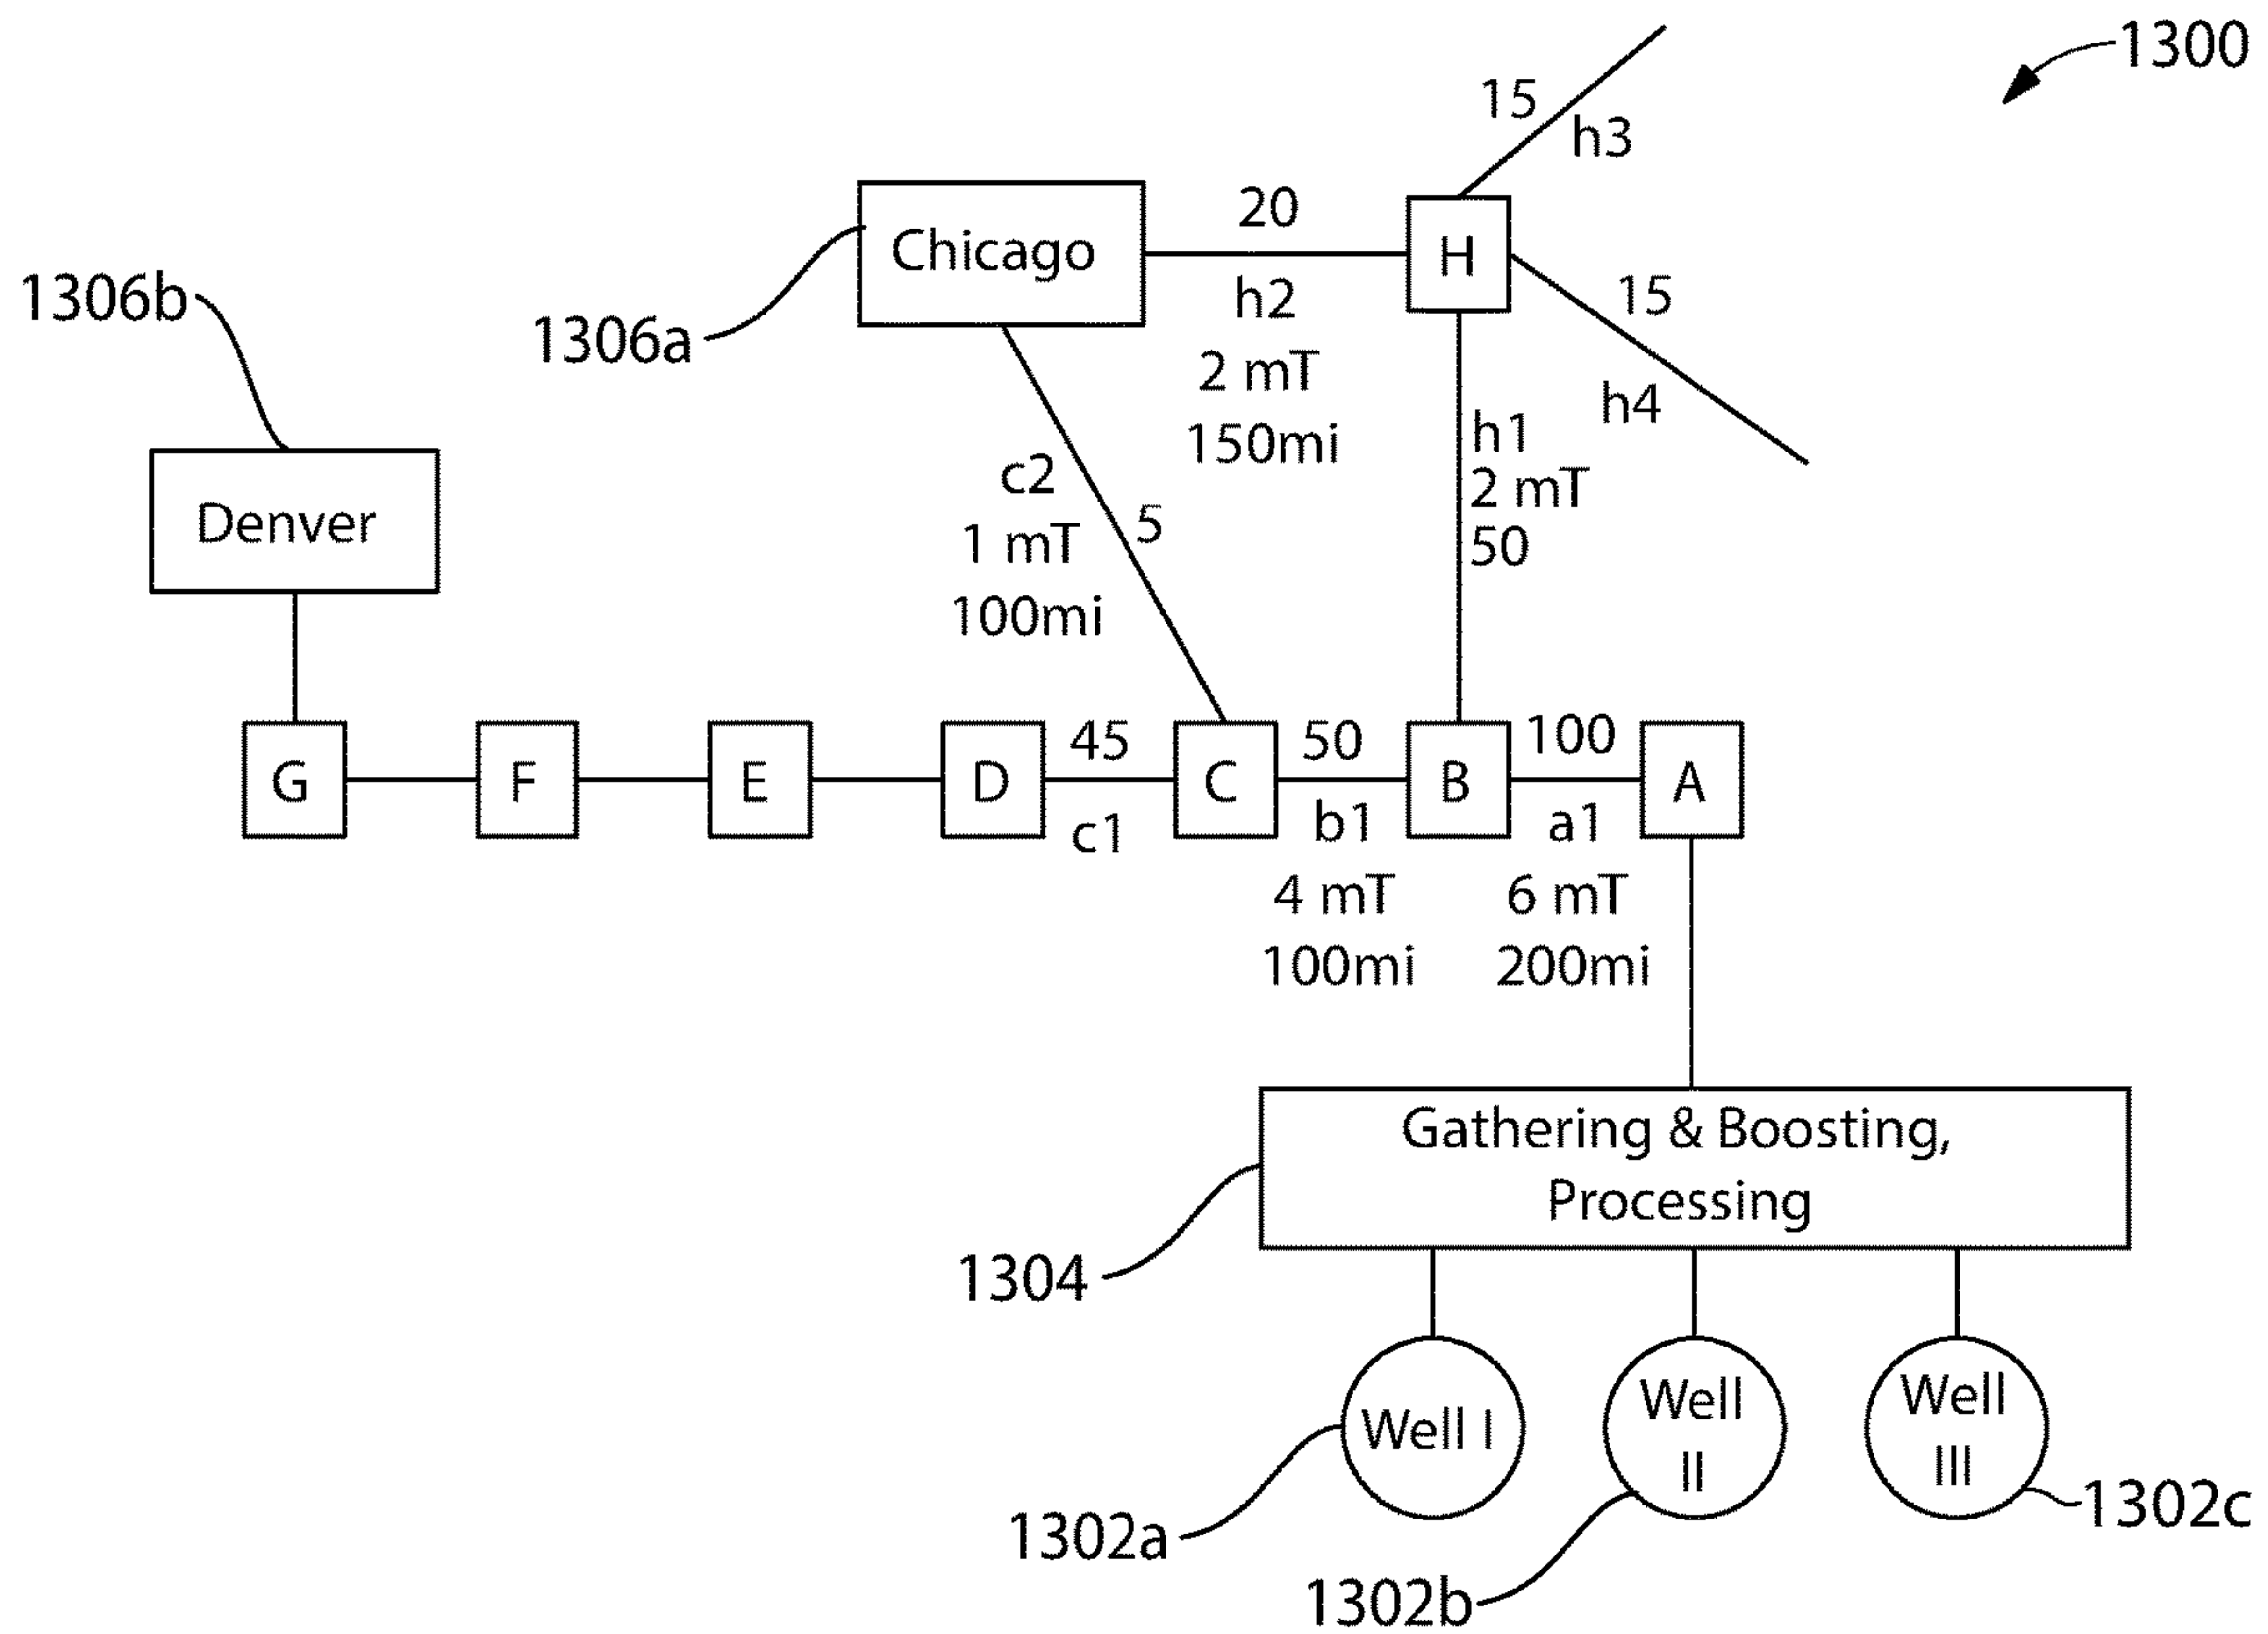 1300
15
h3
20
Chicago
H
h2
15
1306b
1306a
2 mT
150mi
h4
h1
2 mT
50
c2
5
1 mT
100mi
Denver
45
50
100
G
F
E
D
C
B
A
c1
b1
a1
4 mT
6 mT
100mi
200mi
Gathering & Boosting,
Processing
1304
Well I
Well
II
Well
III
1302a
1302b
1302c